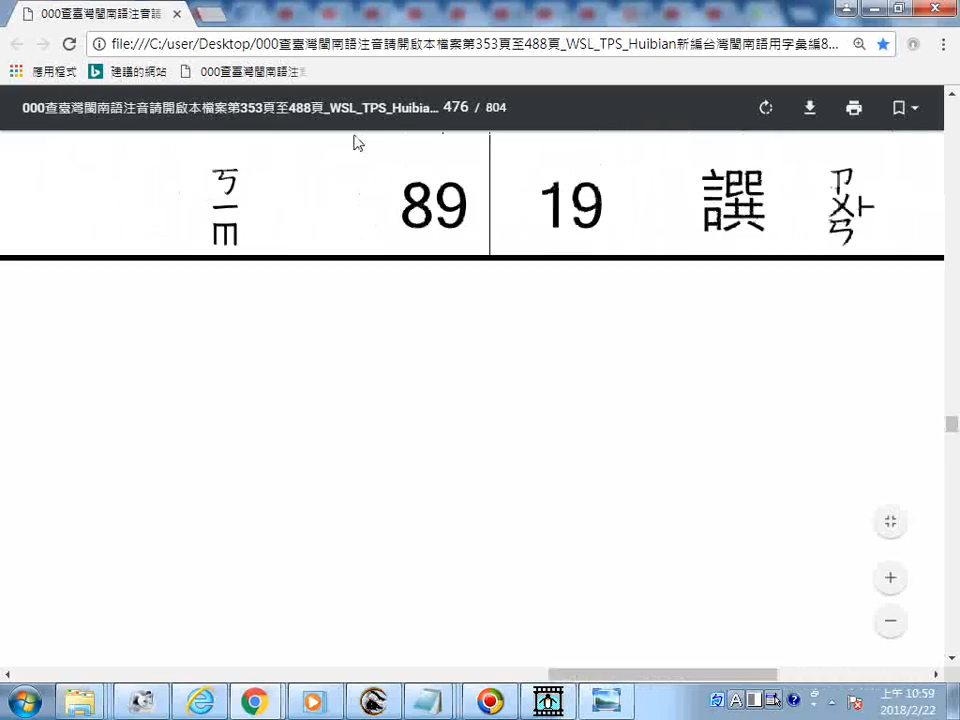 000查臺灣閩南語注音請
file:///C:/user/Desktop/000查臺灣閩南語注音請開啟本檔案第353頁至488頁_WSL_TPS_Huibian新編台灣閩南語用字彙編8...
應用程式 建議的網站 000查臺灣閩南語注
000查臺灣閩南語注音請開啟本檔案第353頁至488頁_WSL_TPS_Huibia... 476 / 804
ㄎㄧㆬ 89 19 譔 ㄗㄨㄢ
上午 10:59
2018/2/22